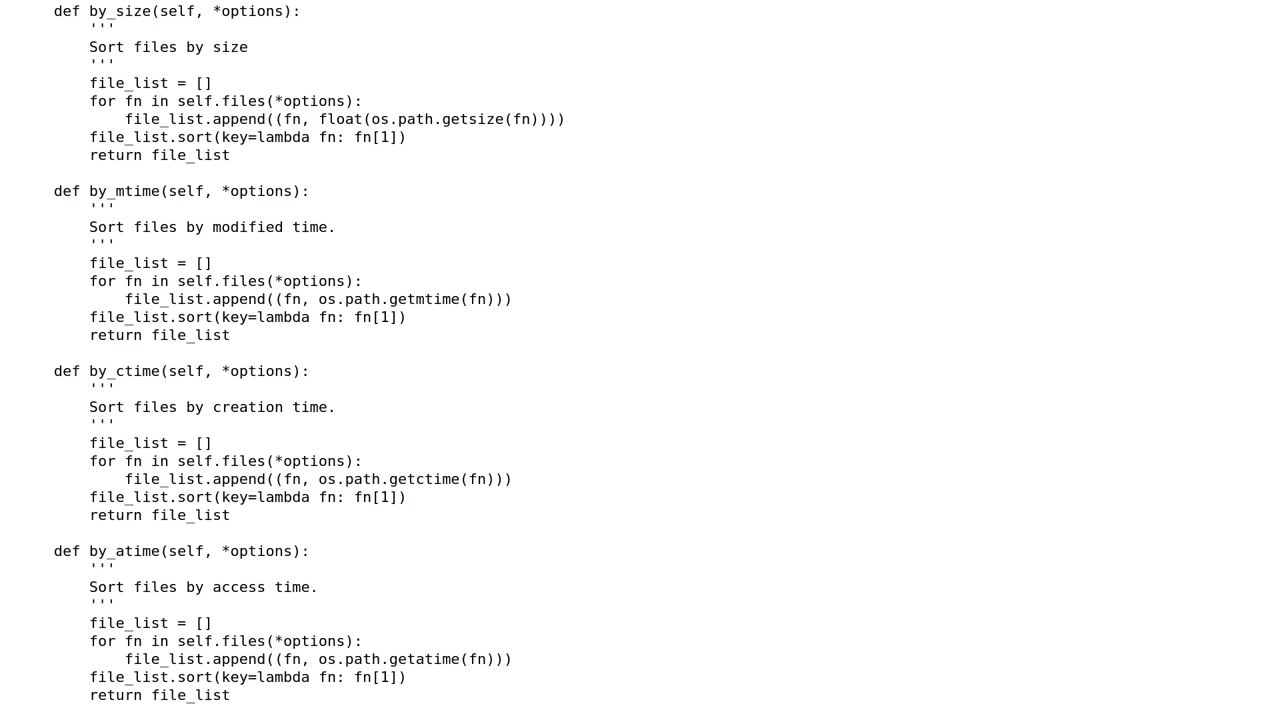 def by_size(self, *options):
        '''
        Sort files by size
        '''
        file_list = []
        for fn in self.files(*options):
            file_list.append((fn, float(os.path.getsize(fn))))
        file_list.sort(key=lambda fn: fn[1])
        return file_list

    def by_mtime(self, *options):
        '''
        Sort files by modified time.
        '''
        file_list = []
        for fn in self.files(*options):
            file_list.append((fn, os.path.getmtime(fn)))
        file_list.sort(key=lambda fn: fn[1])
        return file_list

    def by_ctime(self, *options):
        '''
        Sort files by creation time.
        '''
        file_list = []
        for fn in self.files(*options):
            file_list.append((fn, os.path.getctime(fn)))
        file_list.sort(key=lambda fn: fn[1])
        return file_list

    def by_atime(self, *options):
        '''
        Sort files by access time.
        '''
        file_list = []
        for fn in self.files(*options):
            file_list.append((fn, os.path.getatime(fn)))
        file_list.sort(key=lambda fn: fn[1])
        return file_list